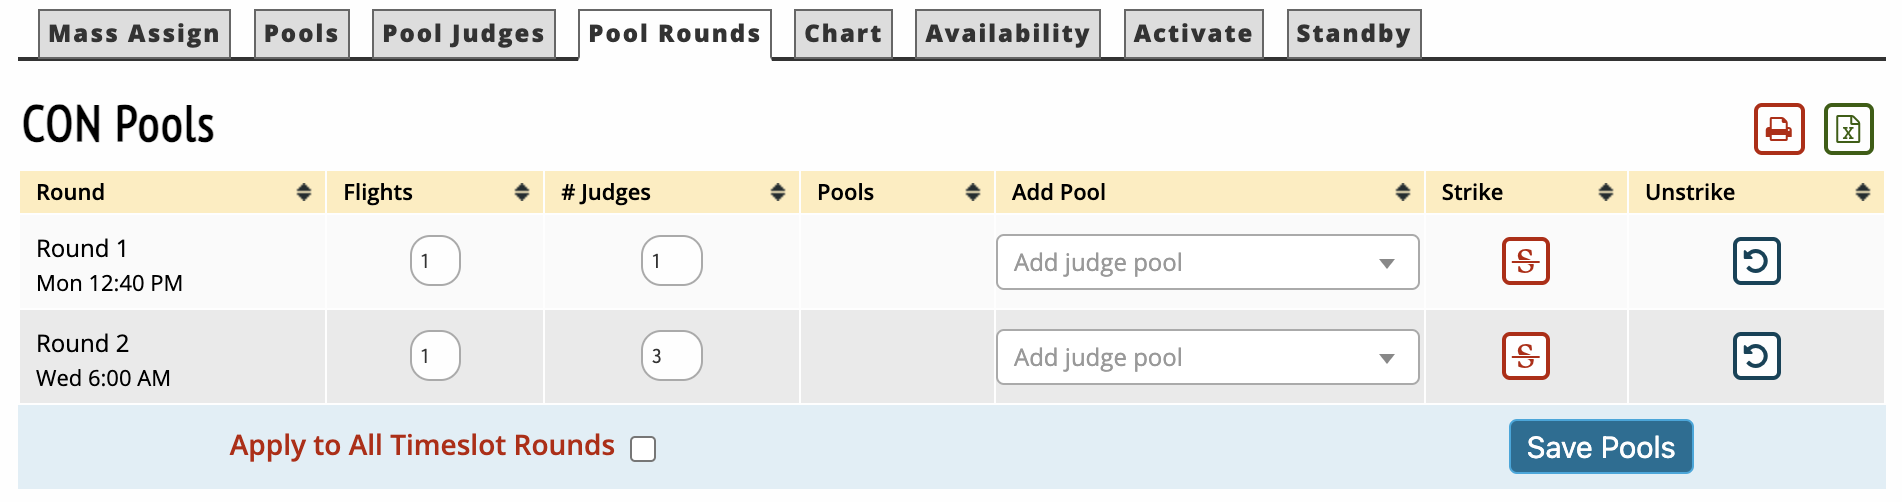 Mass Assign Pools Pool Judges Pool Rounds Chart Availability Activate Standby
CON Pools
Round Flights # Judges Pools Add Pool Strike Unstrike
Round 1
Mon 12:40 PM
1 1 Add judge pool
Round 2
Wed 6:00 AM
1 3 Add judge pool
Apply to All Timeslot Rounds Save Pools